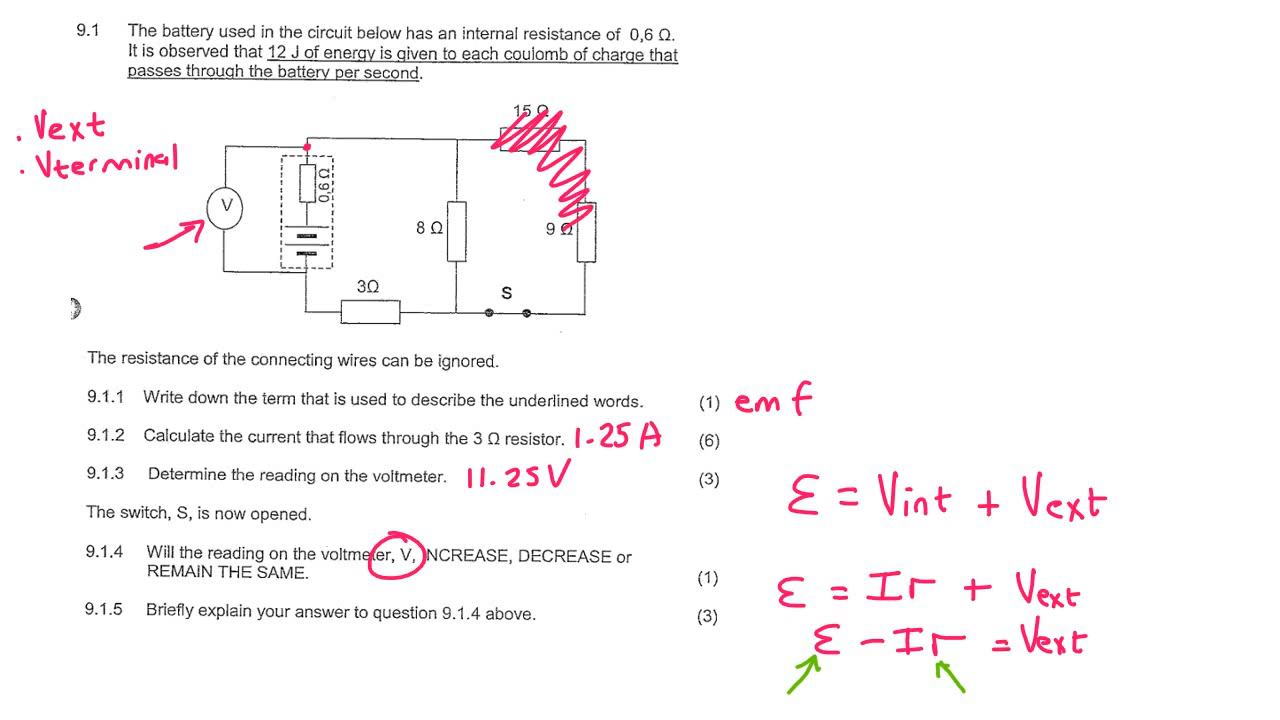 9.1 The battery used in the circuit below has an internal resistance of 0,6 Ω.
It is observed that 12 J of energy is given to each coulomb of charge that
passes through the battery per second.
15 Ω
. Vext
. Vterminal
0,6 Ω
V
8 Ω
9 Ω
3Ω
S
The resistance of the connecting wires can be ignored.
9.1.1 Write down the term that is used to describe the underlined words. (1) emf
9.1.2 Calculate the current that flows through the 3 Ω resistor. 1.25 A (6)
9.1.3 Determine the reading on the voltmeter. 11.25V (3)
ε = Vint + Vext
The switch, S, is now opened.
9.1.4 Will the reading on the voltmeter, V, INCREASE, DECREASE or
REMAIN THE SAME. (1)
ε = Ir + Vext
9.1.5 Briefly explain your answer to question 9.1.4 above. (3)
ε - Ir = Vext